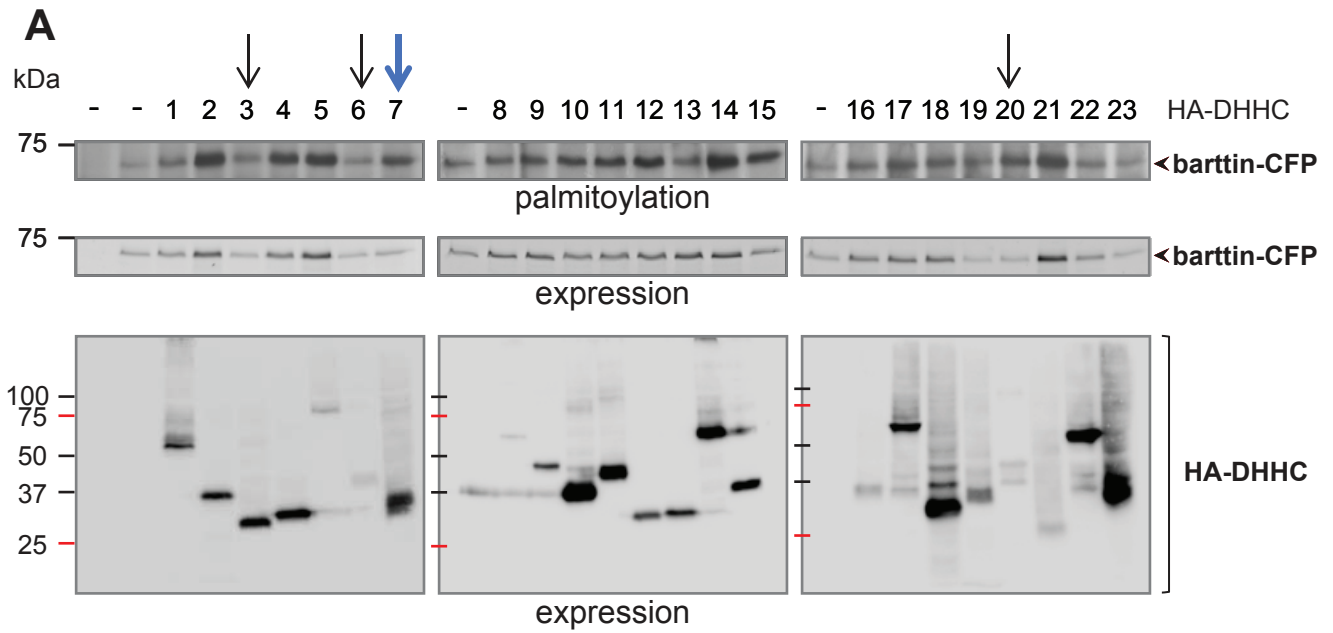 A
kDa
- - 1 2 3 4 5 6 7 - 8 9 10 11 12 13 14 15 - 16 17 18 19 20 21 22 23 HA-DHHC
75
barttin-CFP
palmitoylation
75
barttin-CFP
expression
100
75
50
37
25
HA-DHHC
expression